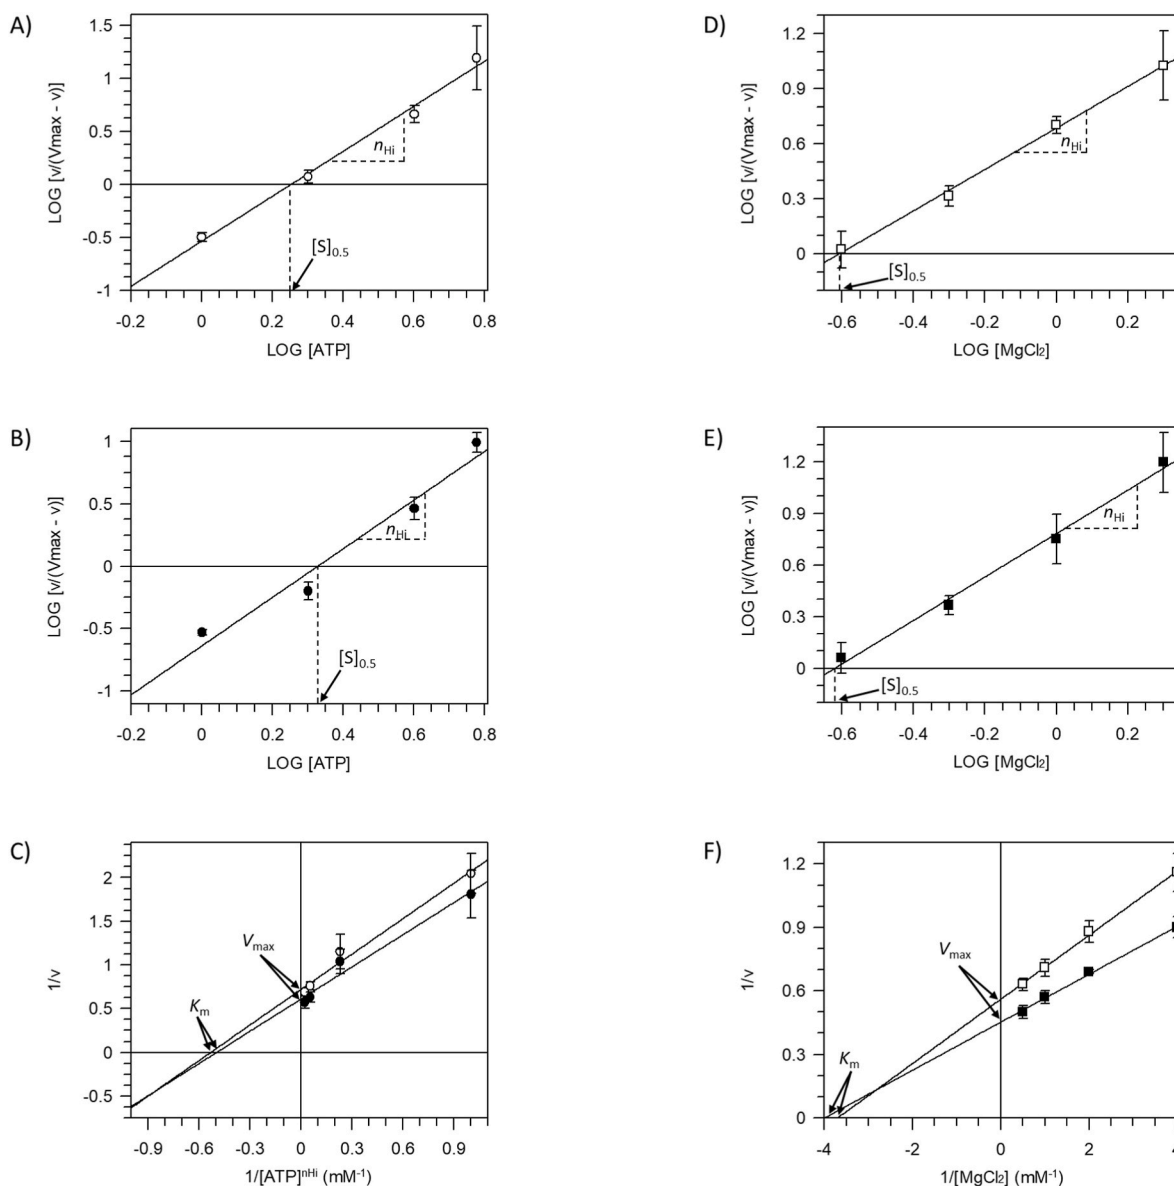 A)
LOG [v/(Vmax - v)]
1.5
1
0.5
0
-0.5
-1
nHi
[S]0.5
-0.2 0 0.2 0.4 0.6 0.8
LOG [ATP]
D)
LOG [v/(Vmax - v)]
1.2
0.9
0.6
0.3
0
nHi
[S]0.5
-0.6 -0.4 -0.2 0 0.2
LOG [MgCl2]
B)
LOG [v/(Vmax - v)]
1
0.5
0
-0.5
-1
nHi
[S]0.5
-0.2 0 0.2 0.4 0.6 0.8
LOG [ATP]
E)
LOG [v/(Vmax - v)]
1.2
0.9
0.6
0.3
0
nHi
[S]0.5
-0.6 -0.4 -0.2 0 0.2
LOG [MgCl2]
C)
1/v
2
1.5
1
0.5
0
-0.5
Vmax
Km
-0.9 -0.6 -0.3 0 0.3 0.6 0.9
1/[ATP]nHi (mM-1)
F)
1/v
1.2
0.9
0.6
0.3
0
Vmax
Km
-4 -2 0 2 4
1/[MgCl2] (mM-1)